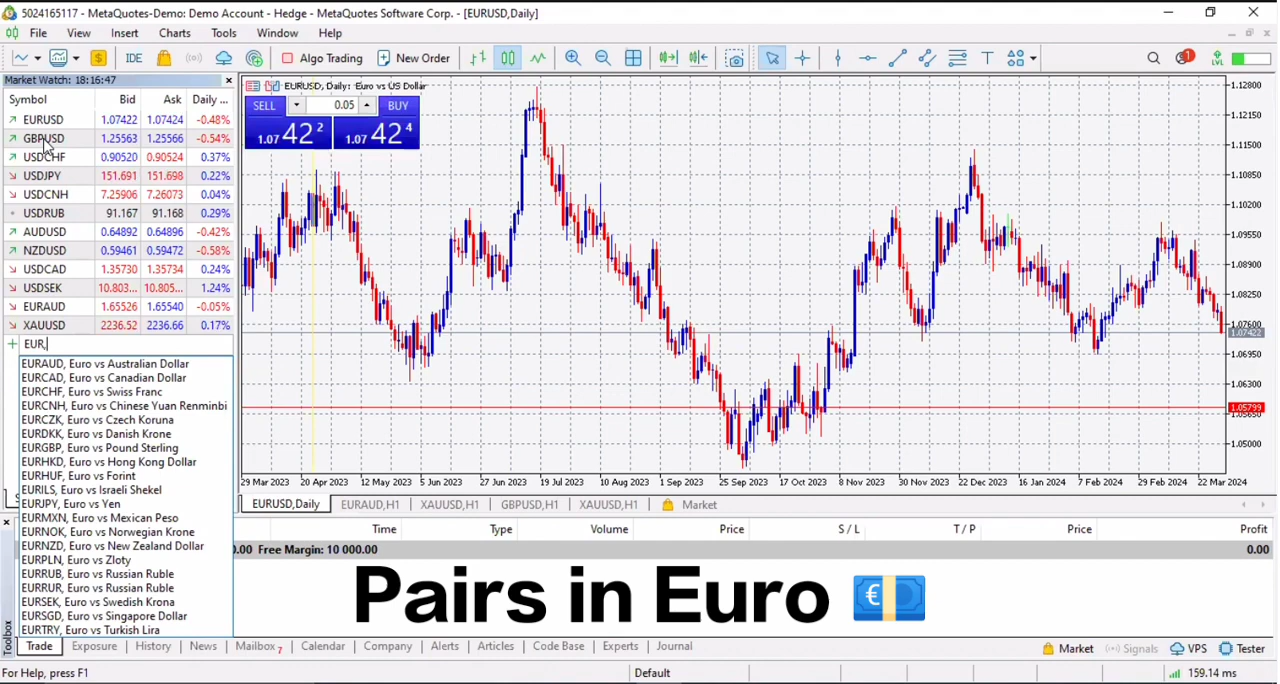 5024165117 - MetaQuotes-Demo: Demo Account - Hedge - MetaQuotes Software Corp. - [EURUSD,Daily]
File View Insert Charts Tools Window Help
IDE Algo Trading New Order 1 LVL
Market Watch: 18:16:47
Symbol Bid Ask Daily ...
EURUSD 1.07422 1.07424 -0.48%
GBPUSD 1.25563 1.25566 -0.54%
USDCHF 0.90520 0.90524 0.37%
USDJPY 151.691 151.698 0.22%
USDCNH 7.25906 7.26073 0.04%
USDRUB 91.167 91.168 0.29%
AUDUSD 0.64892 0.64896 -0.42%
NZDUSD 0.59461 0.59472 -0.58%
USDCAD 1.35730 1.35734 0.24%
USDSEK 10.803... 10.805... 1.24%
EURAUD 1.65526 1.65540 -0.05%
XAUUSD 2236.52 2236.66 0.17%
EUR,
EURAUD, Euro vs Australian Dollar
EURCAD, Euro vs Canadian Dollar
EURCHF, Euro vs Swiss Franc
EURCNH, Euro vs Chinese Yuan Renminbi
EURCZK, Euro vs Czech Koruna
EURDKK, Euro vs Danish Krone
EURGBP, Euro vs Pound Sterling
EURHKD, Euro vs Hong Kong Dollar
EURHUF, Euro vs Forint
EURILS, Euro vs Israeli Shekel
EURJPY, Euro vs Yen
EURMXN, Euro vs Mexican Peso
EURNOK, Euro vs Norwegian Krone
EURNZD, Euro vs New Zealand Dollar
EURPLN, Euro vs Zloty
EURRUB, Euro vs Russian Ruble
EURRUR, Euro vs Russian Ruble
EURSEK, Euro vs Swedish Krona
EURSGD, Euro vs Singapore Dollar
EURTRY, Euro vs Turkish Lira
EURUSD, Daily: Euro vs US Dollar
SELL 0.05 BUY
1.07 42 2 1.07 42 4
1.12800
1.12150
1.11500
1.10850
1.10200
1.09550
1.08900
1.08250
1.07600
1.07422
1.06950
1.06300
1.05799
1.05650
1.05000
29 Mar 2023 20 Apr 2023 12 May 2023 5 Jun 2023 27 Jun 2023 19 Jul 2023 10 Aug 2023 1 Sep 2023 25 Sep 2023 17 Oct 2023 8 Nov 2023 30 Nov 2023 22 Dec 2023 16 Jan 2024 7 Feb 2024 29 Feb 2024 22 Mar 2024
EURUSD,Daily EURAUD,H1 XAUUSD,H1 GBPUSD,H1 XAUUSD,H1 Market
Time Type Volume Price S / L T / P Price Profit
0.00 Free Margin: 10 000.00 0.00
Pairs in Euro
Toolbox
Trade Exposure History News Mailbox 7 Calendar Company Alerts Articles Code Base Experts Journal Market Signals VPS Tester
For Help, press F1 Default 159.14 ms